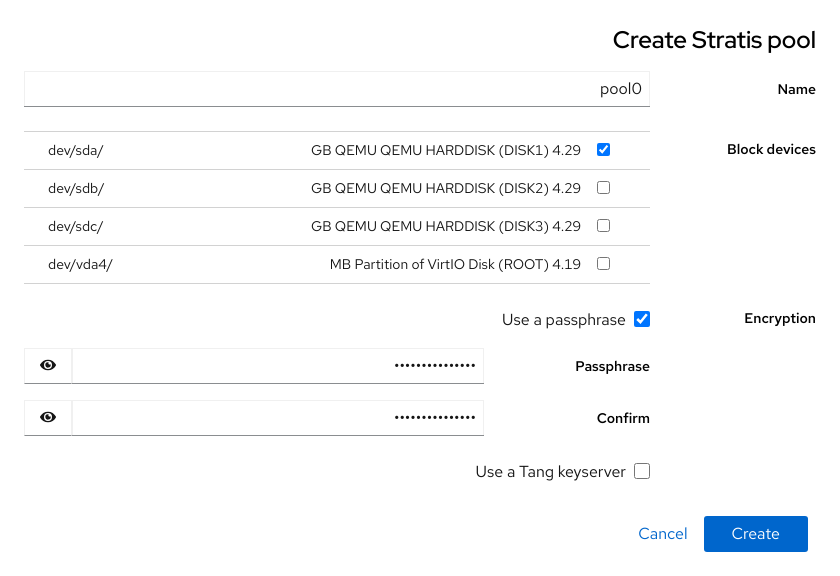 Create Stratis pool
Name
pool0
Block devices
GB QEMU QEMU HARDDISK (DISK1) 4.29 dev/sda/
GB QEMU QEMU HARDDISK (DISK2) 4.29 dev/sdb/
GB QEMU QEMU HARDDISK (DISK3) 4.29 dev/sdc/
MB Partition of VirtIO Disk (ROOT) 4.19 dev/vda4/
Encryption
Use a passphrase
Passphrase
•••••••••••••••
Confirm
•••••••••••••••
Use a Tang keyserver
Create
Cancel